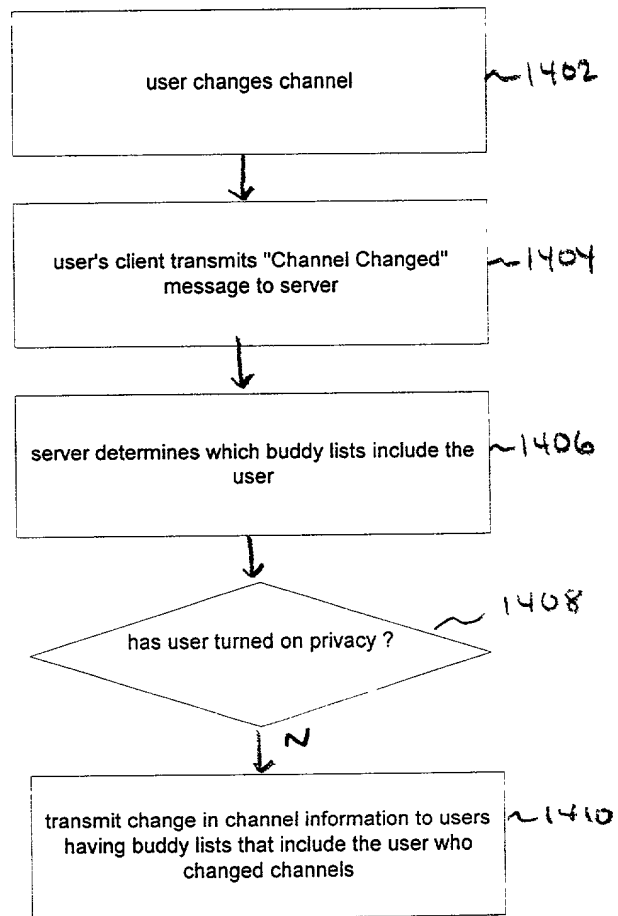 user changes channel
1402
user's client transmits "Channel Changed"
message to server
1404
server determines which buddy lists include the
user
1406
has user turned on privacy ?
1408
N
transmit change in channel information to users
having buddy lists that include the user who
changed channels
1410